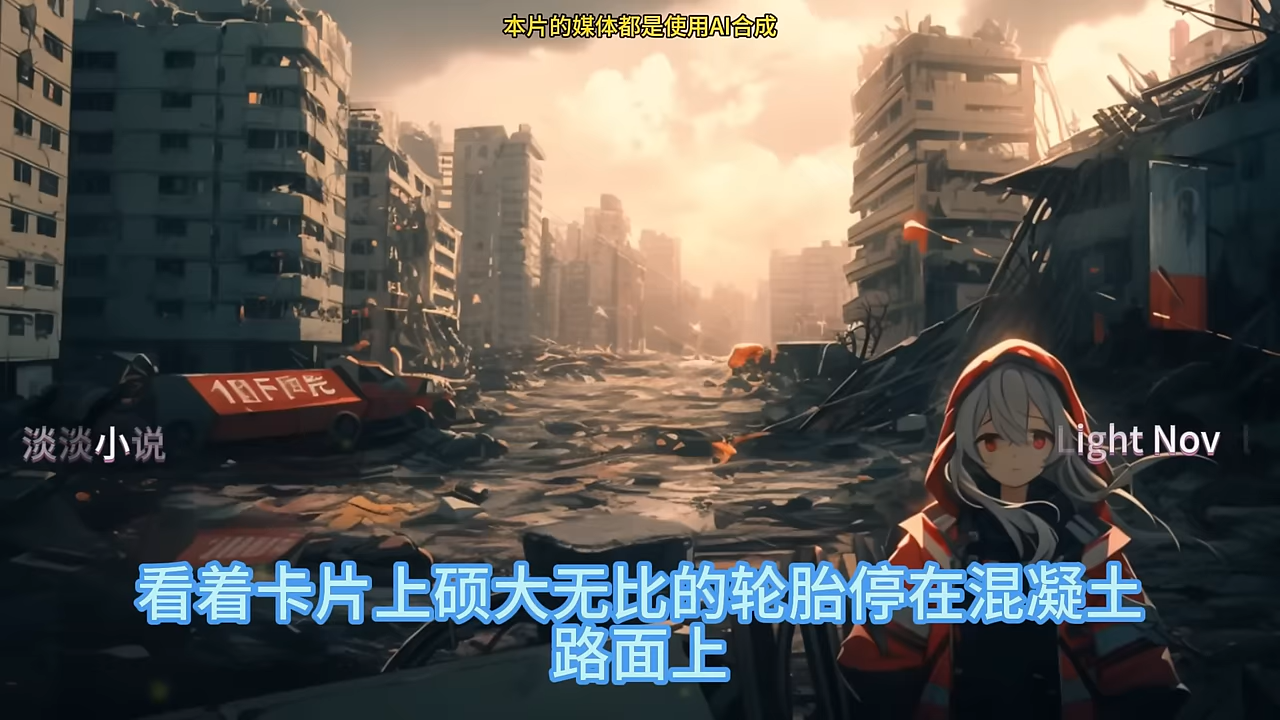 本片的媒体都是使用AI合成
淡淡小说
Light Nov
看着卡片上硕大无比的轮胎停在混凝土
路面上